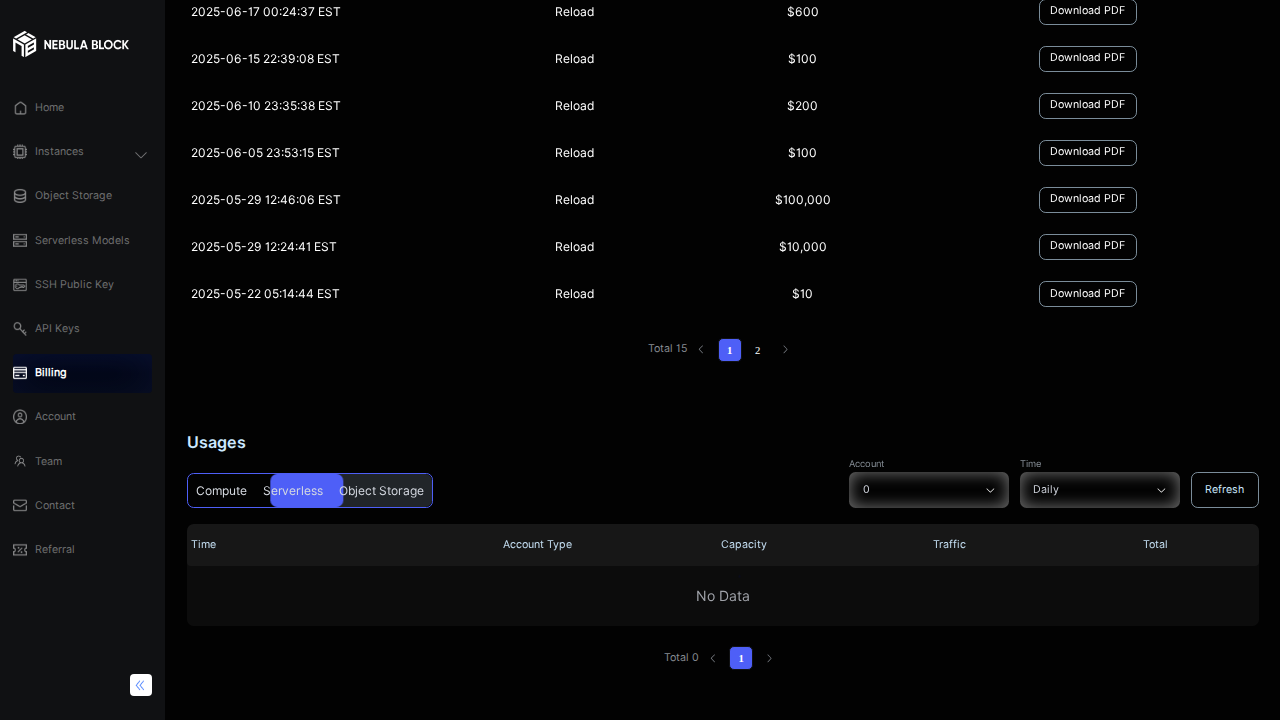 NEBULA BLOCK
Home
Instances
Object Storage
Serverless Models
SSH Public Key
API Keys
Billing
Account
Team
Contact
Referral
2025-06-17 00:24:37 EST Reload $600 Download PDF
2025-06-15 22:39:08 EST Reload $100 Download PDF
2025-06-10 23:35:38 EST Reload $200 Download PDF
2025-06-05 23:53:15 EST Reload $100 Download PDF
2025-05-29 12:46:06 EST Reload $100,000 Download PDF
2025-05-29 12:24:41 EST Reload $10,000 Download PDF
2025-05-22 05:14:44 EST Reload $10 Download PDF
Total 15 1 2
Usages
Compute Serverless Object Storage
Account Time
0 Daily Refresh
Time Account Type Capacity Traffic Total
No Data
Total 0 1